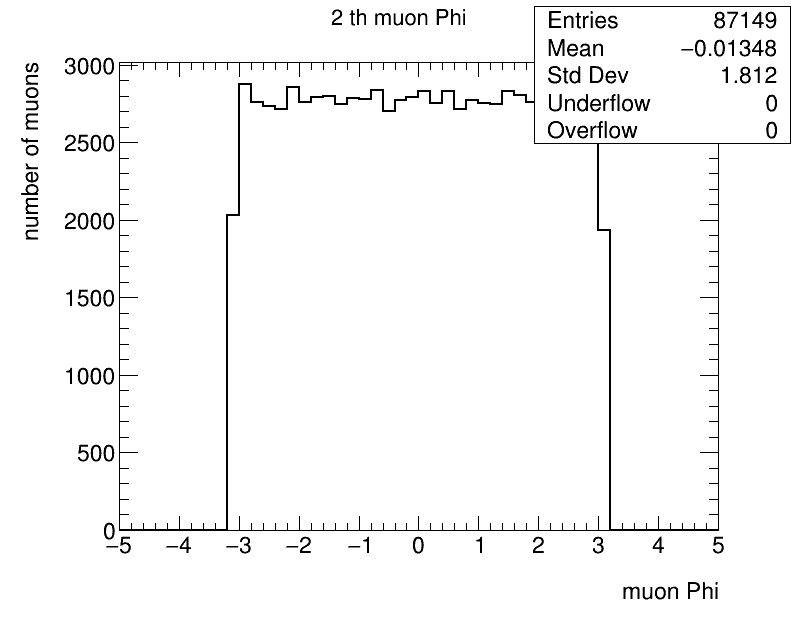 2 th muon Phi
Entries 87149
Mean −0.01348
Std Dev 1.812
Underflow 0
Overflow 0
number of muons
3000
2500
2000
1500
1000
500
0
−5 −4 −3 −2 −1 0 1 2 3 4 5
muon Phi